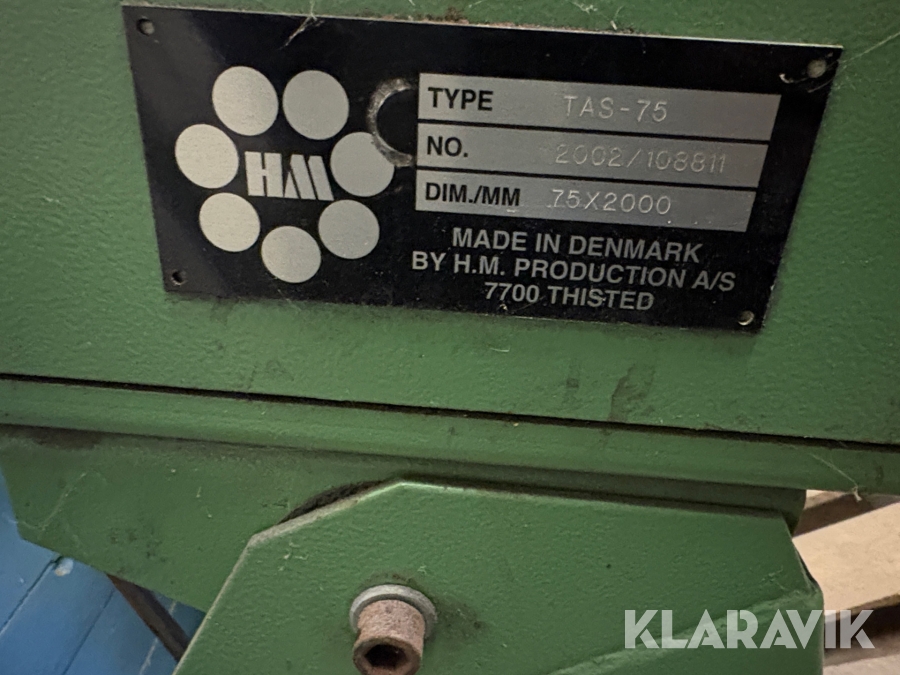 HM
TYPE TAS-75
NO. 2002/108811
DIM./MM 75X2000
MADE IN DENMARK
BY H.M. PRODUCTION A/S
7700 THISTED
KLARAVIK